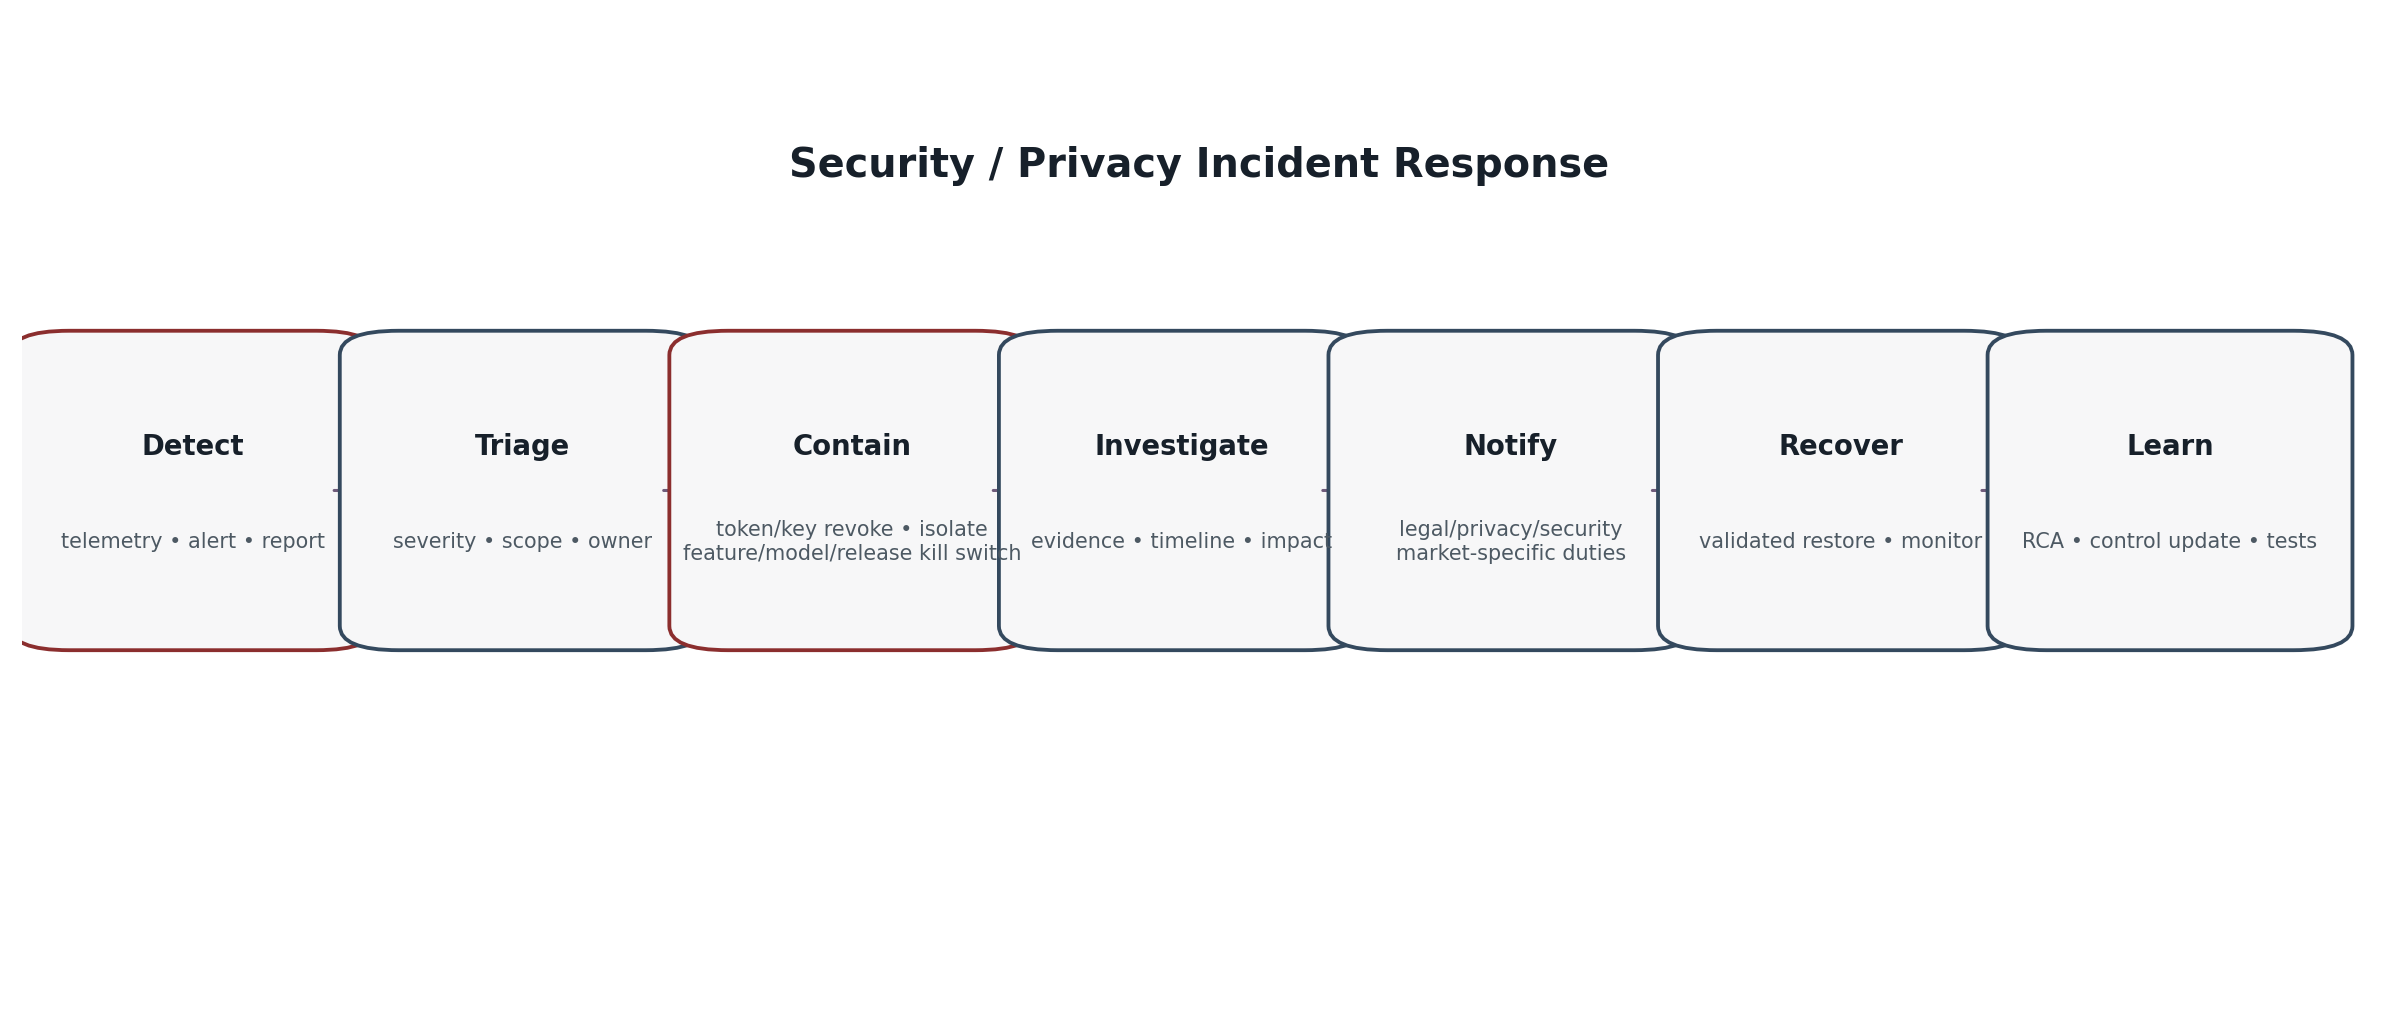 Security / Privacy Incident Response
Detect
telemetry • alert • report
Triage
severity • scope • owner
Contain
token/key revoke • isolate
feature/model/release kill switch
Investigate
evidence • timeline • impact
Notify
legal/privacy/security
market-specific duties
Recover
validated restore • monitor
Learn
RCA • control update • tests